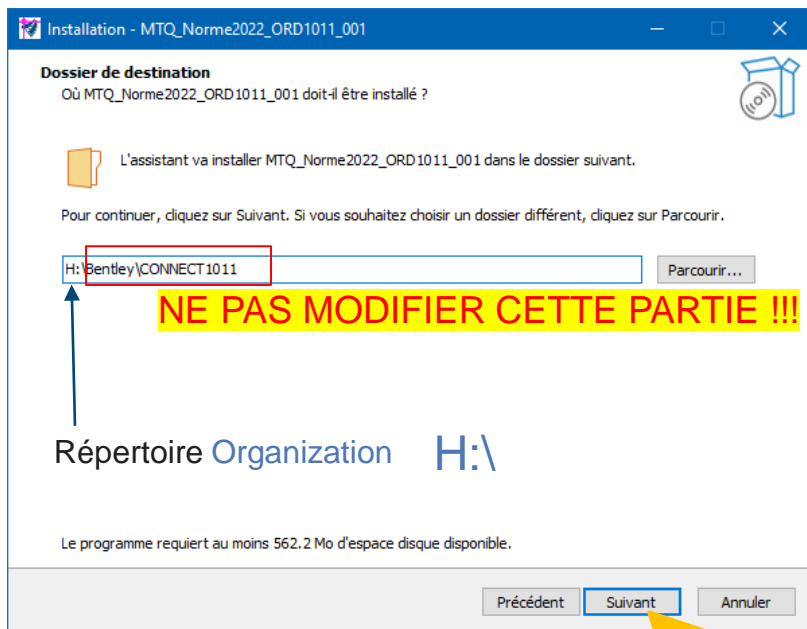 Installation - MTQ_Norme2022_ORD1011_001
Dossier de destination
Où MTQ_Norme2022_ORD1011_001 doit-il être installé ?
L'assistant va installer MTQ_Norme2022_ORD1011_001 dans le dossier suivant.
Pour continuer, cliquez sur Suivant. Si vous souhaitez choisir un dossier différent, cliquez sur Parcourir.
H:\Bentley\CONNECT1011 Parcourir...
NE PAS MODIFIER CETTE PARTIE !!!
Répertoire Organization H:\
Le programme requiert au moins 562.2 Mo d'espace disque disponible.
Précédent Suivant Annuler